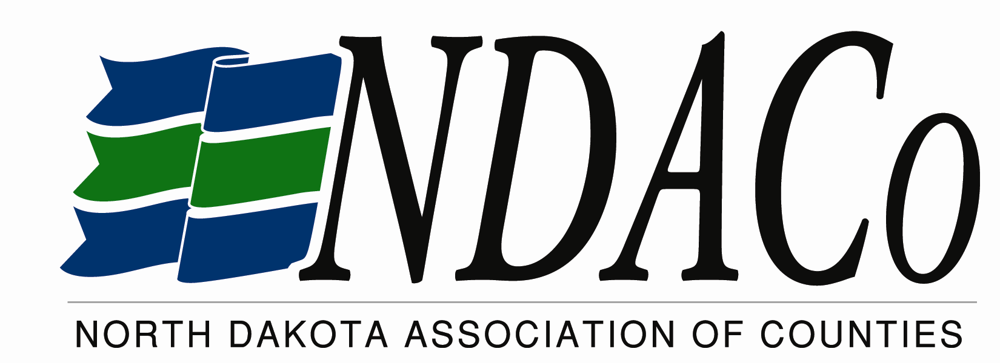 NDACo
NORTH DAKOTA ASSOCIATION OF COUNTIES